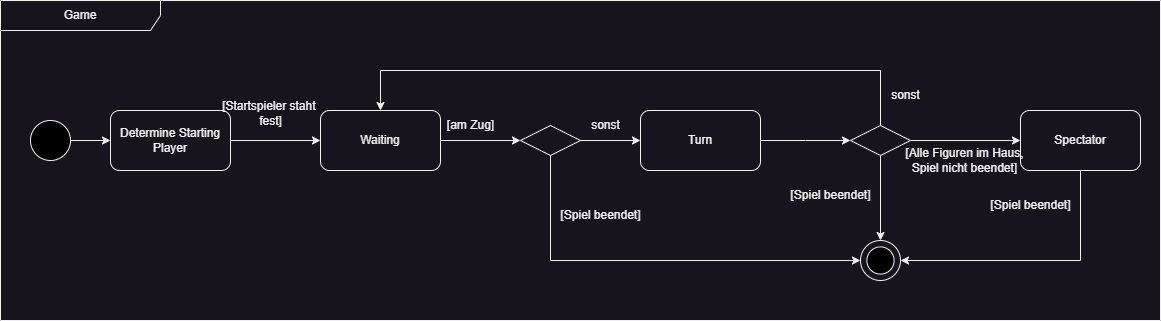 Game
[Startspieler staht
fest]
Determine Starting
Player
Waiting
[am Zug]
sonst
Turn
sonst
[Alle Figuren im Haus,
Spiel nicht beendet]
Spectator
[Spiel beendet]
[Spiel beendet]
[Spiel beendet]